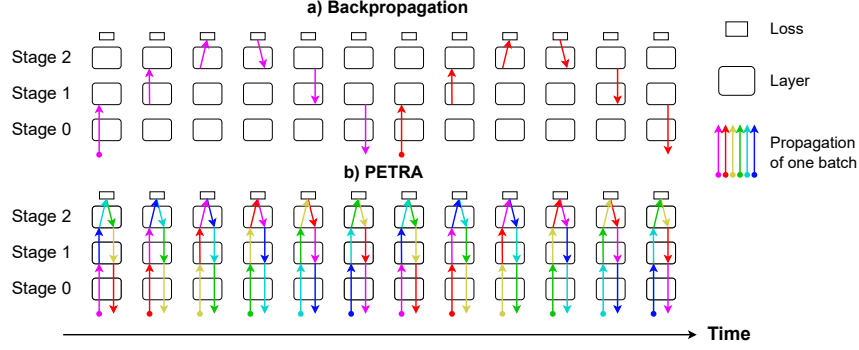 a) Backpropagation
Stage 2
Stage 1
Stage 0
b) PETRA
Stage 2
Stage 1
Stage 0
Time
Loss
Layer
Propagation
of one batch